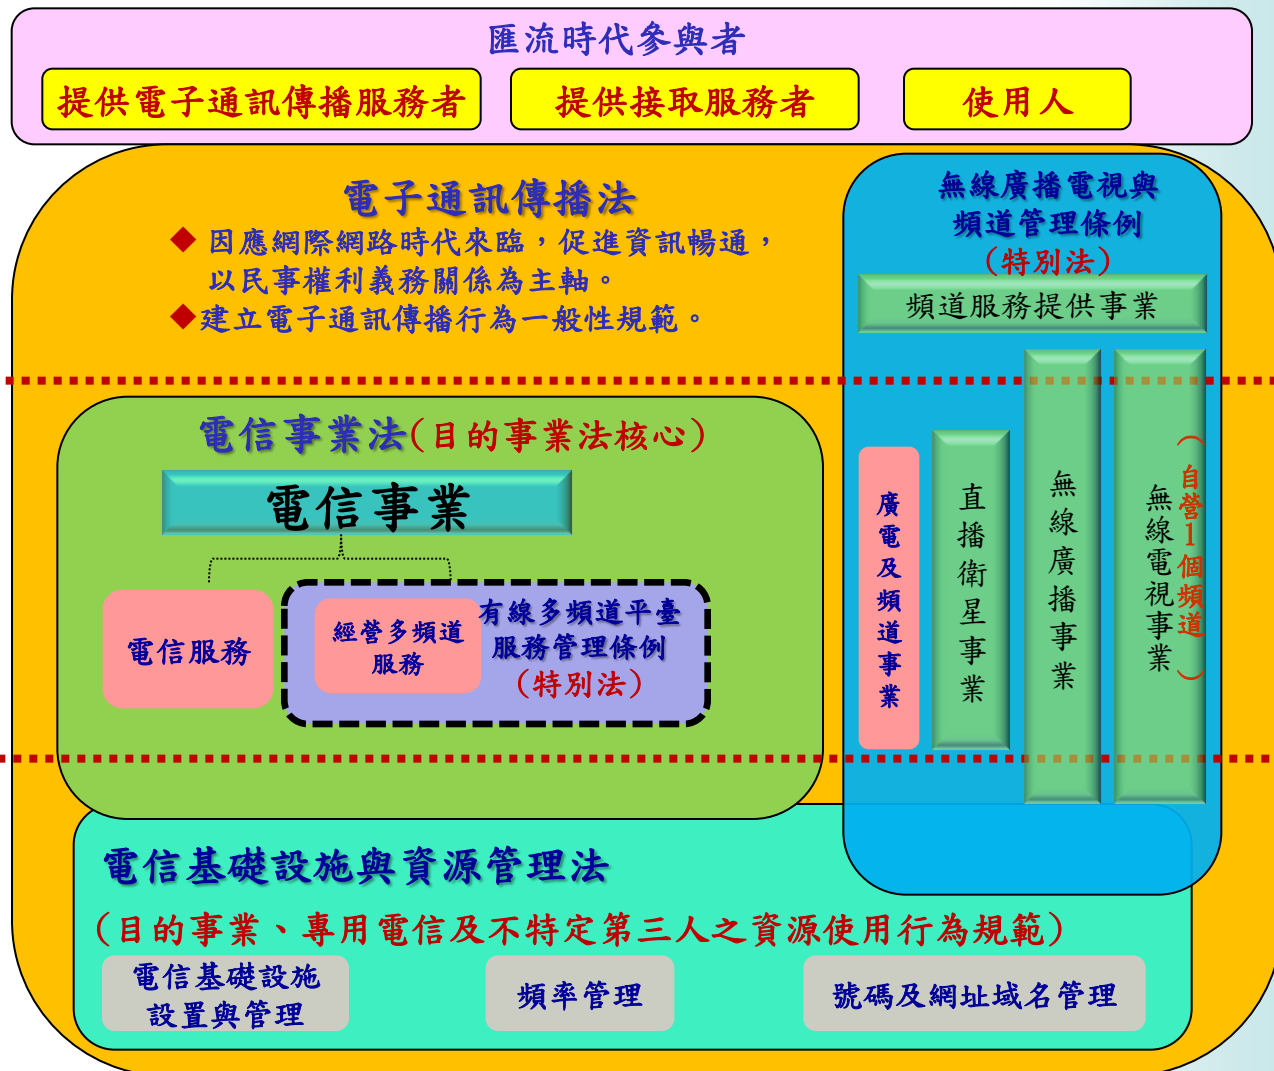 匯流時代參與者
提供電子通訊傳播服務者
提供接取服務者
使用人
電子通訊傳播法
因應網際網路時代來臨，促進資訊暢通，
以民事權利義務關係為主軸。
建立電子通訊傳播行為一般性規範。
無線廣播電視與
頻道管理條例
（特別法）
頻道服務提供事業
廣電及頻道事業
直播衛星事業
無線廣播事業
無線電視事業
（自營1個頻道）
電信事業法(目的事業法核心)
電信事業
電信服務
經營多頻道
服務
有線多頻道平臺
服務管理條例
（特別法）
電信基礎設施與資源管理法
（目的事業、專用電信及不特定第三人之資源使用行為規範）
電信基礎設施
設置與管理
頻率管理
號碼及網址域名管理